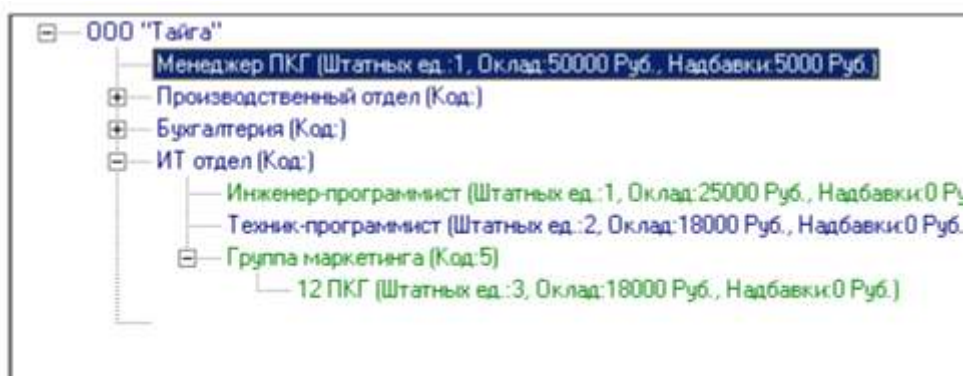 ООО "Тайга"
Менеджер ПКГ (Штатных ед.:1, Оклад:50000 Руб., Надбавки:5000 Руб.)
Производственный отдел (Код:)
Бухгалтерия (Код:)
ИТ отдел (Код:)
Инженер-программист (Штатных ед.:1, Оклад:25000 Руб., Надбавки:0 Ру
Техник-программист (Штатных ед.:2, Оклад:18000 Руб., Надбавки:0 Руб.
Группа маркетинга (Код:5)
12 ПКГ (Штатных ед.:3, Оклад:18000 Руб., Надбавки:0 Руб.)